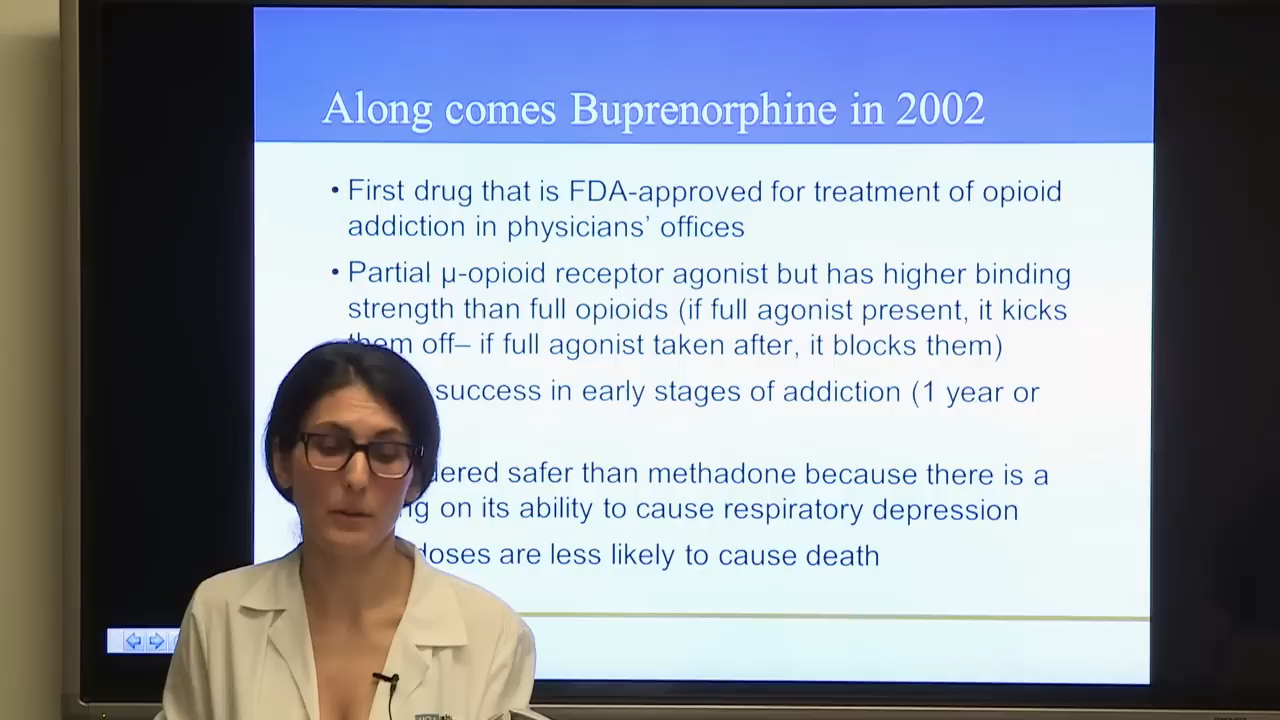 Along comes Buprenorphine in 2002
• First drug that is FDA-approved for treatment of opioid
addiction in physicians’ offices
• Partial µ-opioid receptor agonist but has higher binding
strength than full opioids (if full agonist present, it kicks
them off– if full agonist taken after, it blocks them)
success in early stages of addiction (1 year or
safer than methadone because there is a
on its ability to cause respiratory depression
doses are less likely to cause death